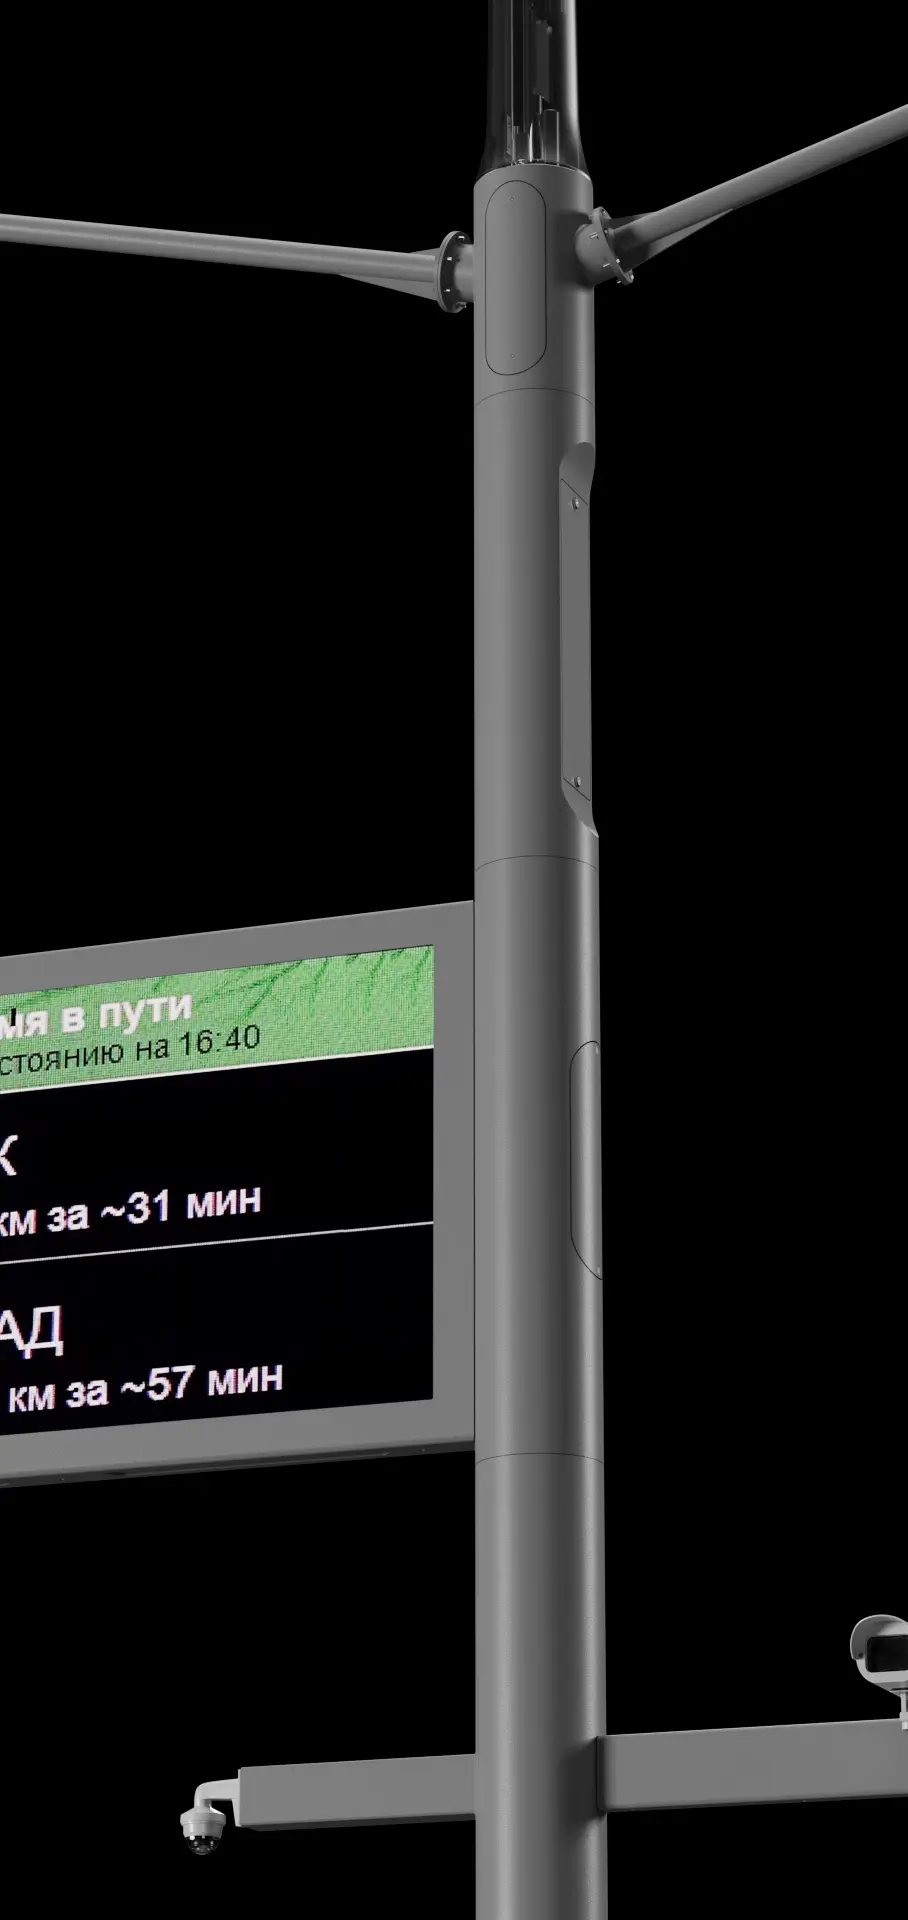 мя в пути
стоянию на 16:40
К
км за ~31 мин
АД
км за ~57 мин